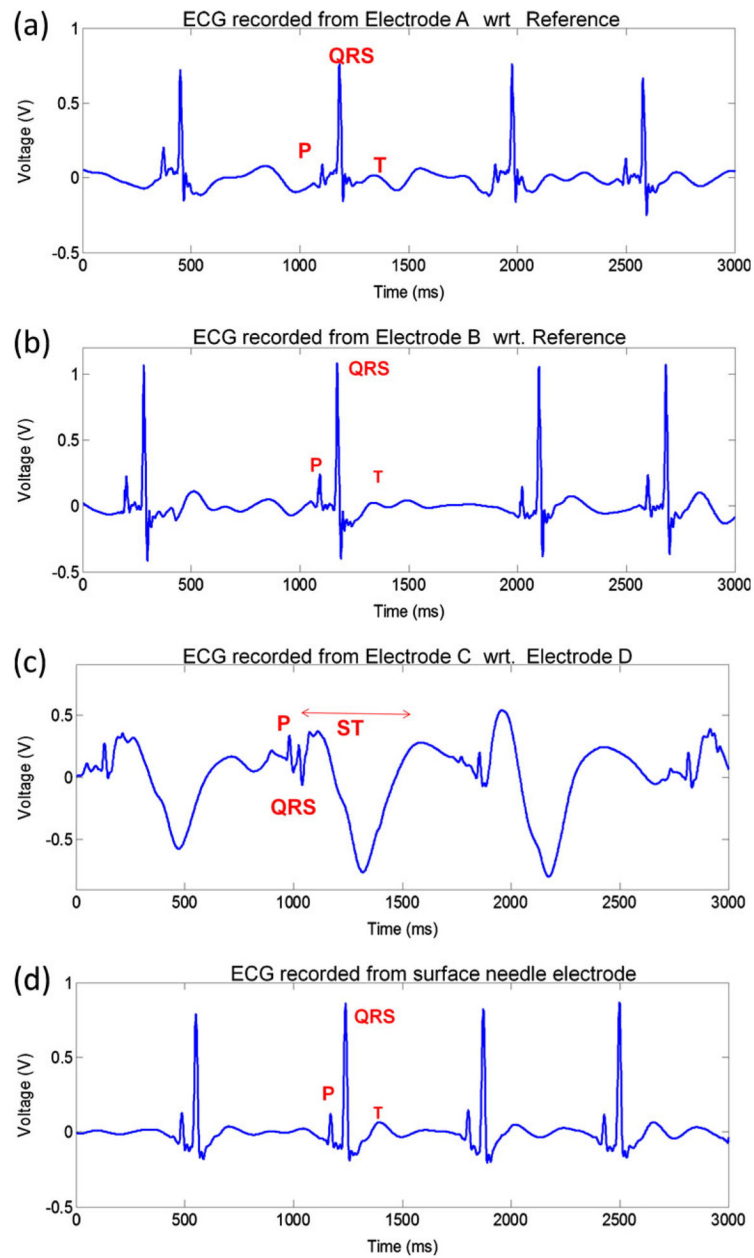 (a)
ECG recorded from Electrode A wrt Reference
1
0.5
0
-0.5
Voltage (V)
QRS
P
T
0 500 1000 1500 2000 2500 3000
Time (ms)
(b)
ECG recorded from Electrode B wrt. Reference
1
0.5
0
-0.5
Voltage (V)
QRS
P
T
0 500 1000 1500 2000 2500 3000
Time (ms)
(c)
ECG recorded from Electrode C wrt. Electrode D
0.5
0
-0.5
Voltage (V)
P
ST
QRS
0 500 1000 1500 2000 2500 3000
Time (ms)
(d)
ECG recorded from surface needle electrode
1
0.5
0
-0.5
Voltage (V)
QRS
P
T
0 500 1000 1500 2000 2500 3000
Time (ms)